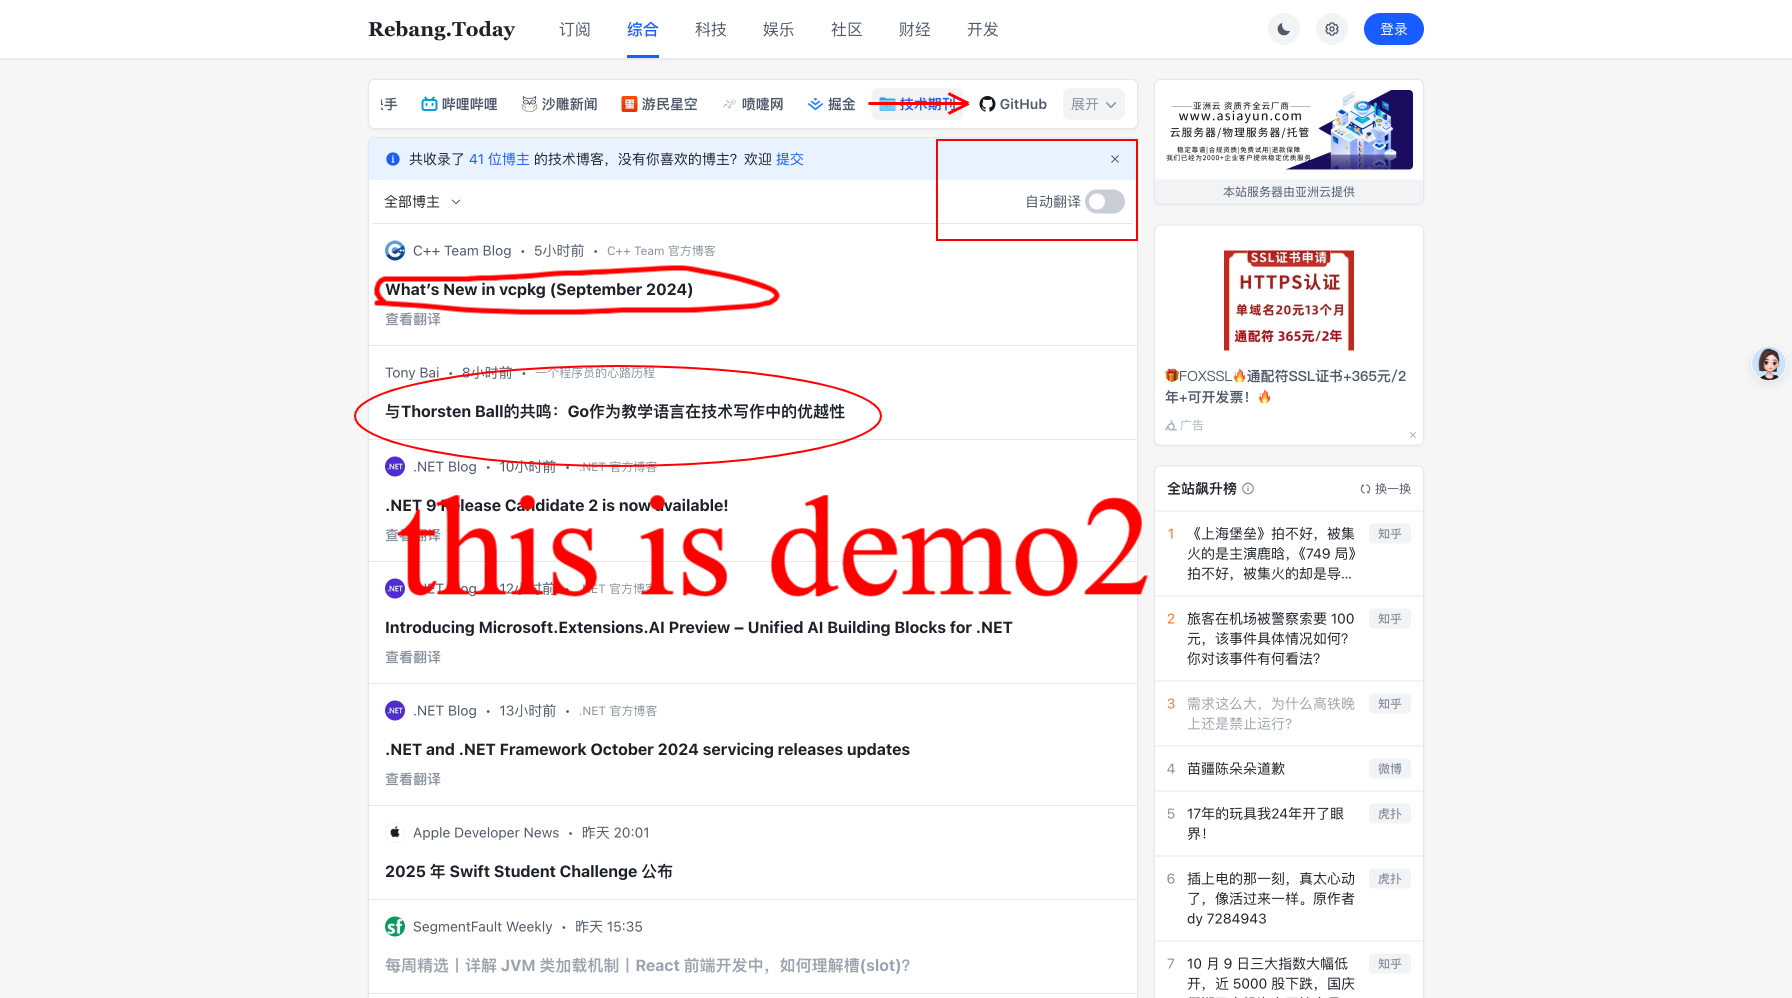 Rebang.Today
订阅
综合
科技
娱乐
社区
财经
开发
登录
手
哔哩哔哩
沙雕新闻
游民星空
喷嚏网
掘金
技术期刊
GitHub
展开
共收录了 41 位博主 的技术博客，没有你喜欢的博主？欢迎 提交
全部博主
自动翻译
C++ Team Blog • 5小时前 • C++ Team 官方博客
What's New in vcpkg (September 2024)
查看翻译
Tony Bai • 8小时前 • 一个程序员的心路历程
与Thorsten Ball的共鸣：Go作为教学语言在技术写作中的优越性
.NET Blog • 10小时前 • .NET 官方博客
.NET 9 Release Candidate 2 is now available!
查看翻译
this is demo2
.NET Blog • 12小时前 • .NET 官方博客
Introducing Microsoft.Extensions.AI Preview – Unified AI Building Blocks for .NET
查看翻译
.NET Blog • 13小时前 • .NET 官方博客
.NET and .NET Framework October 2024 servicing releases updates
查看翻译
Apple Developer News • 昨天 20:01
2025 年 Swift Student Challenge 公布
SegmentFault Weekly • 昨天 15:35
每周精选丨详解 JVM 类加载机制丨React 前端开发中，如何理解槽(slot)?
亚洲云 资质齐全云厂商
www.asiayun.com
云服务器/物理服务器/托管
稳定靠谱|合规资质|免费试用|退款保障
我们已经为2000+企业客户提供稳定优质服务
本站服务器由亚洲云提供
SSL证书申请
HTTPS认证
单域名20元13个月
通配符 365元/2年
🎁FOXSSL🔥通配符SSL证书+365元/2
年+可开发票！🔥
广告
全站飙升榜
换一换
1 《上海堡垒》拍不好，被集 知乎
火的是主演鹿晗，《749 局》
拍不好，被集火的却是导...
2 旅客在机场被警察索要 100 知乎
元，该事件具体情况如何？
你对该事件有何看法？
3 需求这么大，为什么高铁晚 知乎
上还是禁止运行？
4 苗疆陈朵朵道歉 微博
5 17年的玩具我24年开了眼 虎扑
界！
6 插上电的那一刻，真太心动 虎扑
了，像活过来一样。原作者
dy 7284943
7 10 月 9 日三大指数大幅低 知乎
开，近 5000 股下跌，国庆